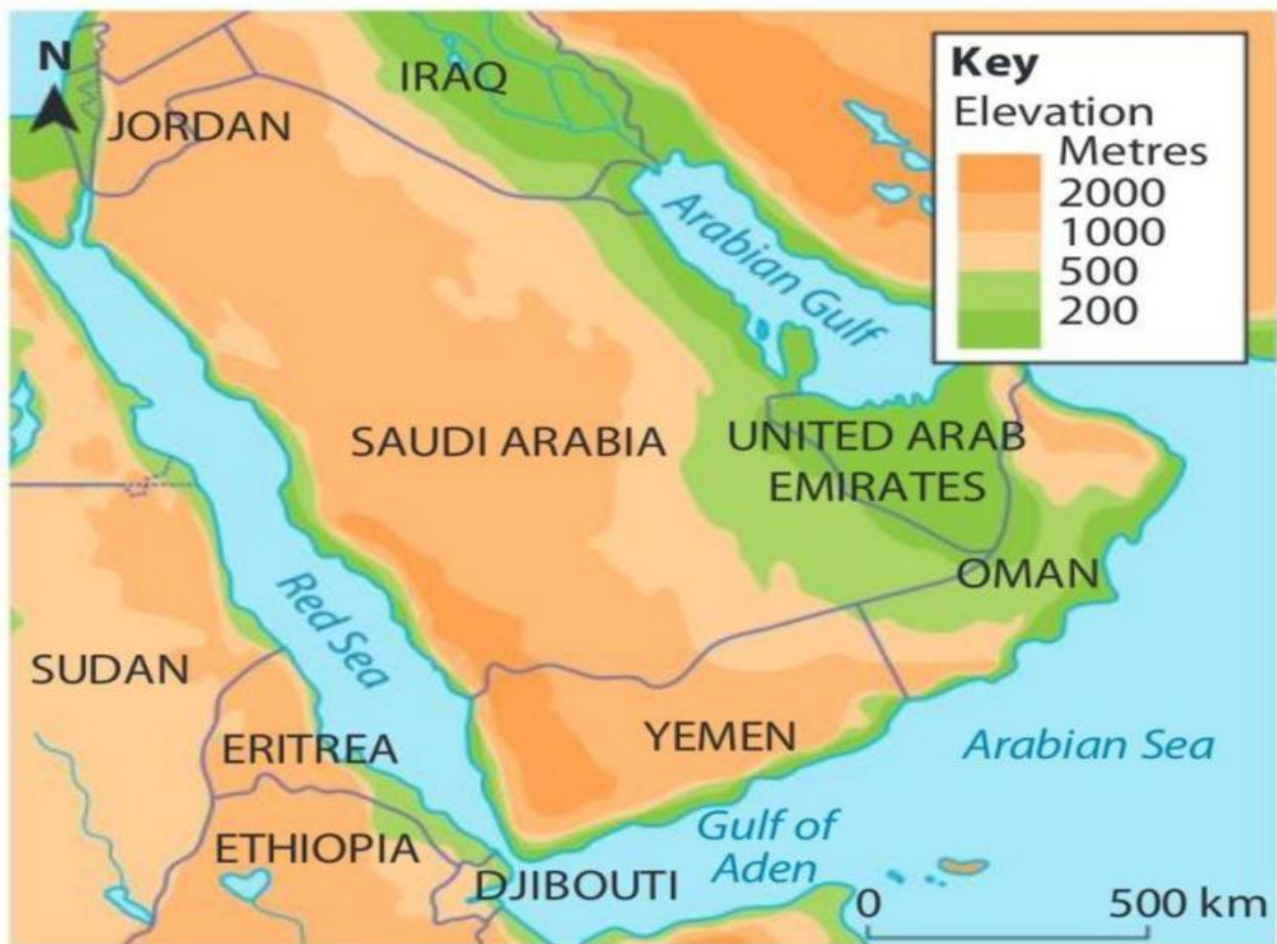 N
JORDAN
IRAQ
Key
Elevation
Metres
2000
1000
500
200
Arabian Gulf
SAUDI ARABIA
UNITED ARAB
EMIRATES
OMAN
Red Sea
SUDAN
ERITREA
YEMEN
Arabian Sea
ETHIOPIA
Gulf of
Aden
DJIBOUTI
0 500 km